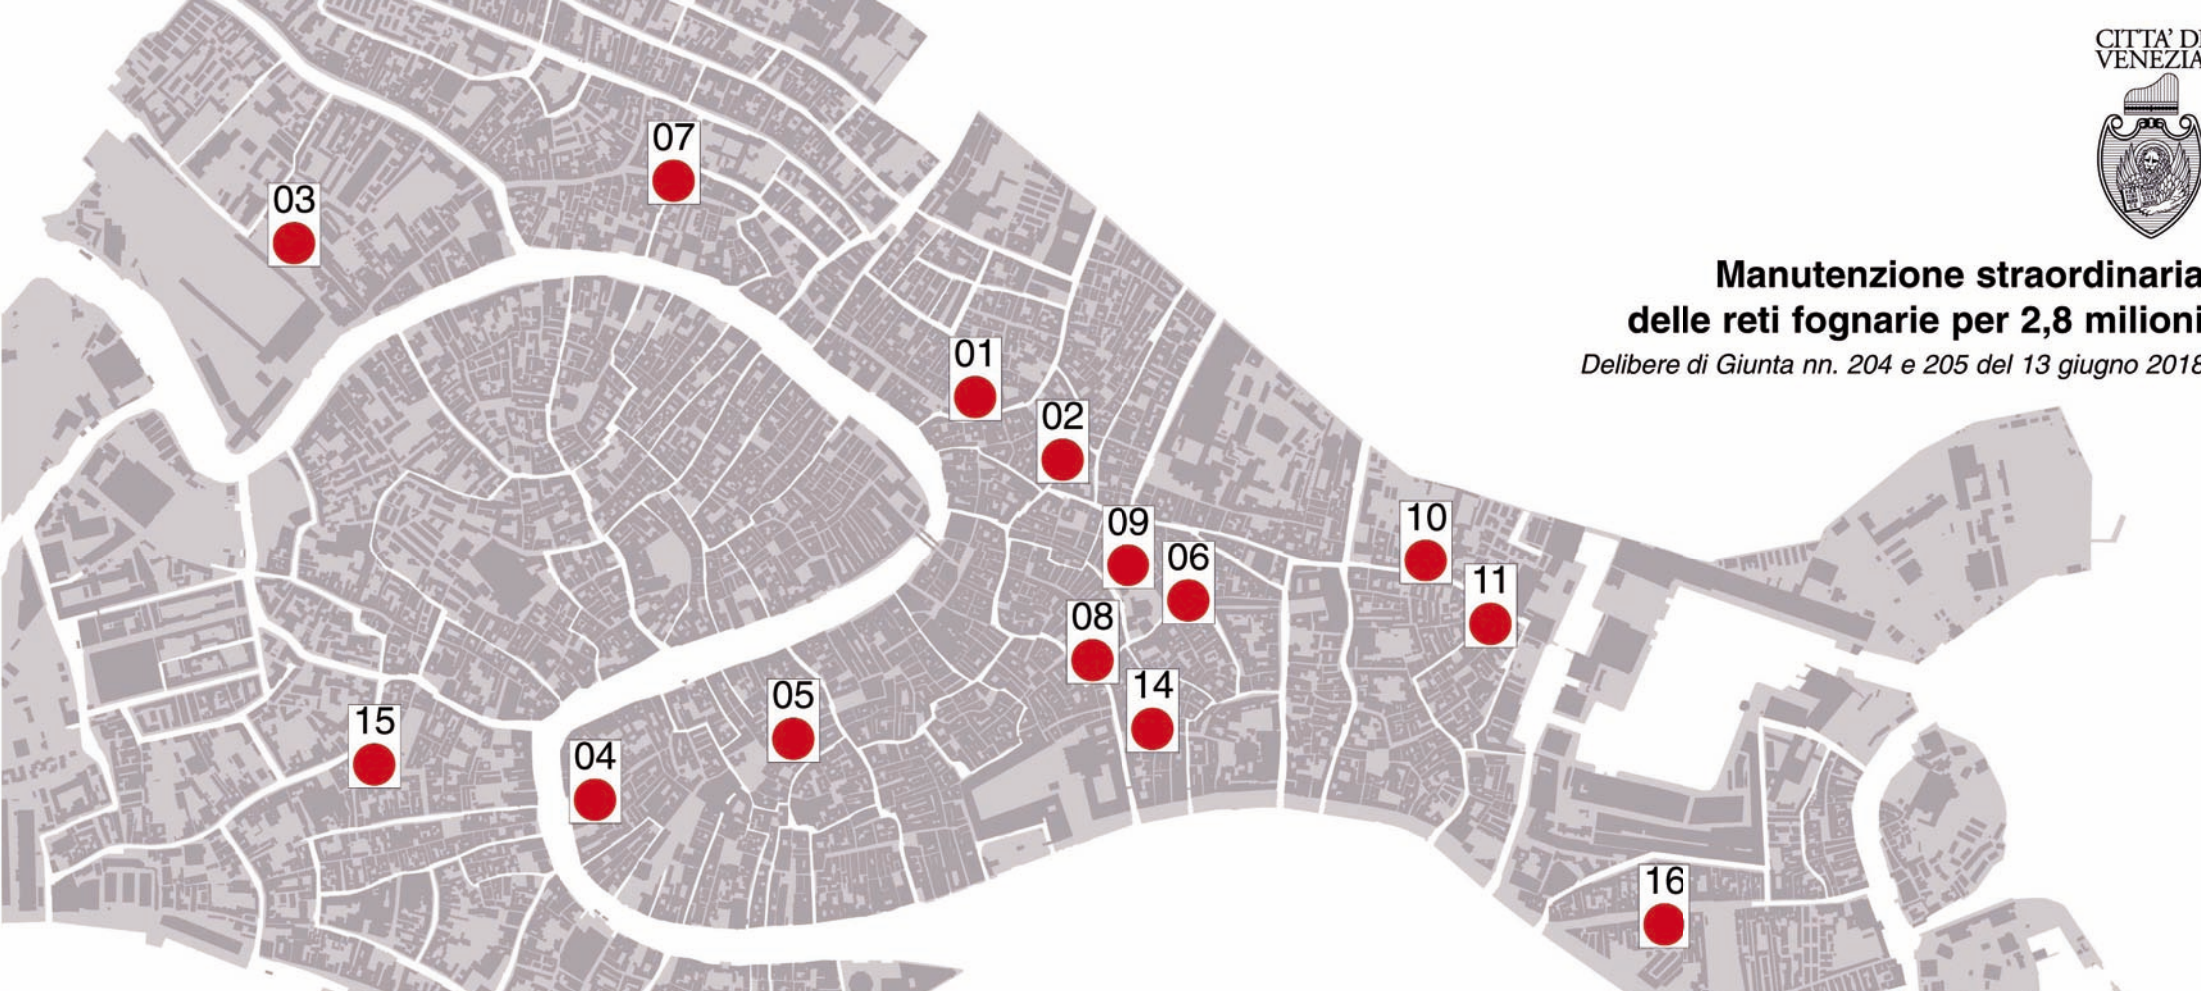 CITTA' DI
VENEZIA
07
03
Manutenzione straordinaria
delle reti fognarie per 2,8 milioni
Delibere di Giunta nn. 204 e 205 del 13 giugno 2018
01
02
09
10
06
11
08
14
05
15
04
16